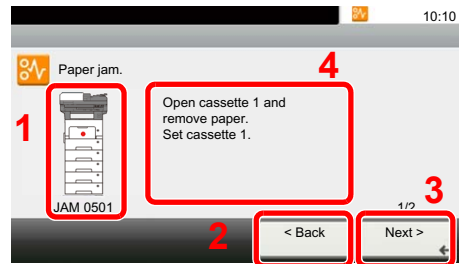 10:10
Paper jam.
4
1
Open cassette 1 and
remove paper.
Set cassette 1.
JAM 0501
1/2
3
2
< Back
Next >